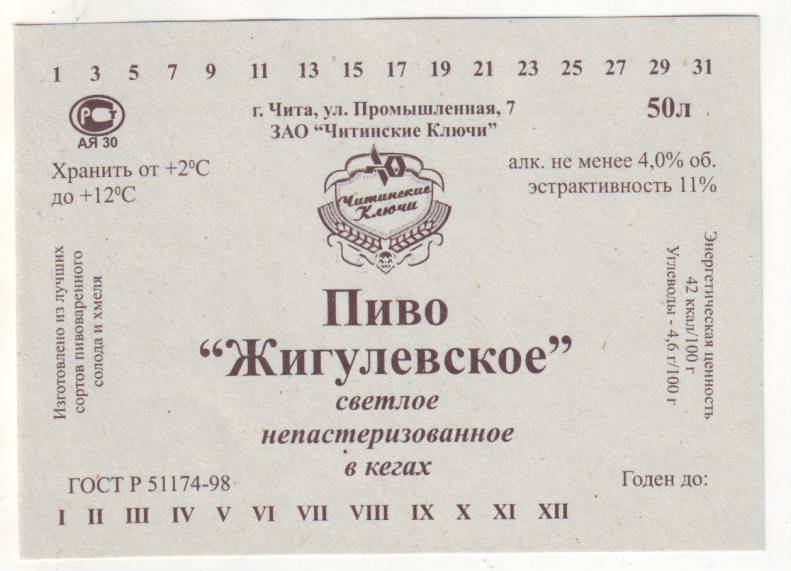 1 3 5 7 9 11 13 15 17 19 21 23 25 27 29 31
РСТ
АЯ 30
г. Чита, ул. Промышленная, 7
ЗАО “Читинские Ключи”
50л
Хранить от +2⁰С
до +12⁰С
алк. не менее 4,0% об.
эстрактивность 11%
Читинские
Ключи
Изготовлено из лучших
сортов пивоваренного
солода и хмеля
Энергетическая ценность
42 ккал/100 г
Углеводы - 4,6 г/100 г
Пиво
“Жигулевское”
светлое
непастеризованное
в кегах
ГОСТ Р 51174-98
Годен до:
I II III IV V VI VII VIII IX X XI XII